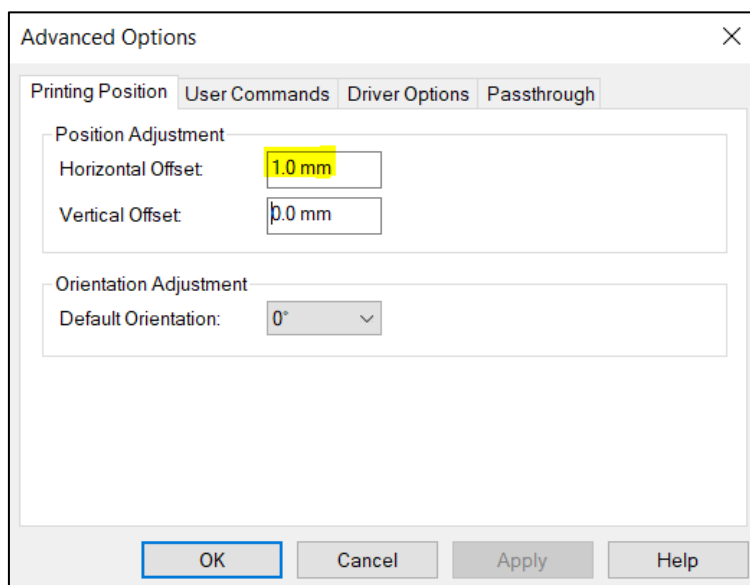 Advanced Options
Printing Position User Commands Driver Options Passthrough
Position Adjustment
Horizontal Offset: 1.0 mm
Vertical Offset: 0.0 mm
Orientation Adjustment
Default Orientation: 0°
OK Cancel Apply Help